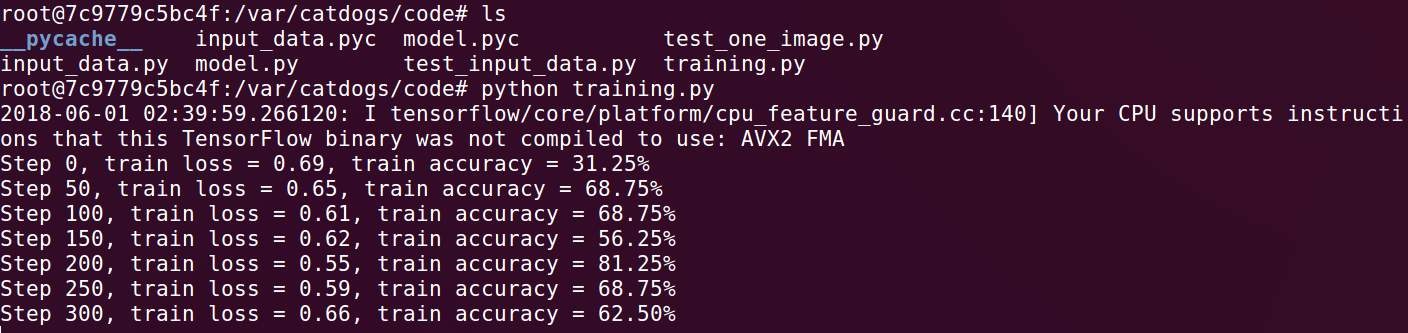 root@7c9779c5bc4f:/var/catdogs/code# ls
__pycache__    input_data.pyc  model.pyc           test_one_image.py
input_data.py  model.py        test_input_data.py  training.py
root@7c9779c5bc4f:/var/catdogs/code# python training.py
2018-06-01 02:39:59.266120: I tensorflow/core/platform/cpu_feature_guard.cc:140] Your CPU supports instructi
ons that this TensorFlow binary was not compiled to use: AVX2 FMA
Step 0, train loss = 0.69, train accuracy = 31.25%
Step 50, train loss = 0.65, train accuracy = 68.75%
Step 100, train loss = 0.61, train accuracy = 68.75%
Step 150, train loss = 0.62, train accuracy = 56.25%
Step 200, train loss = 0.55, train accuracy = 81.25%
Step 250, train loss = 0.59, train accuracy = 68.75%
Step 300, train loss = 0.66, train accuracy = 62.50%